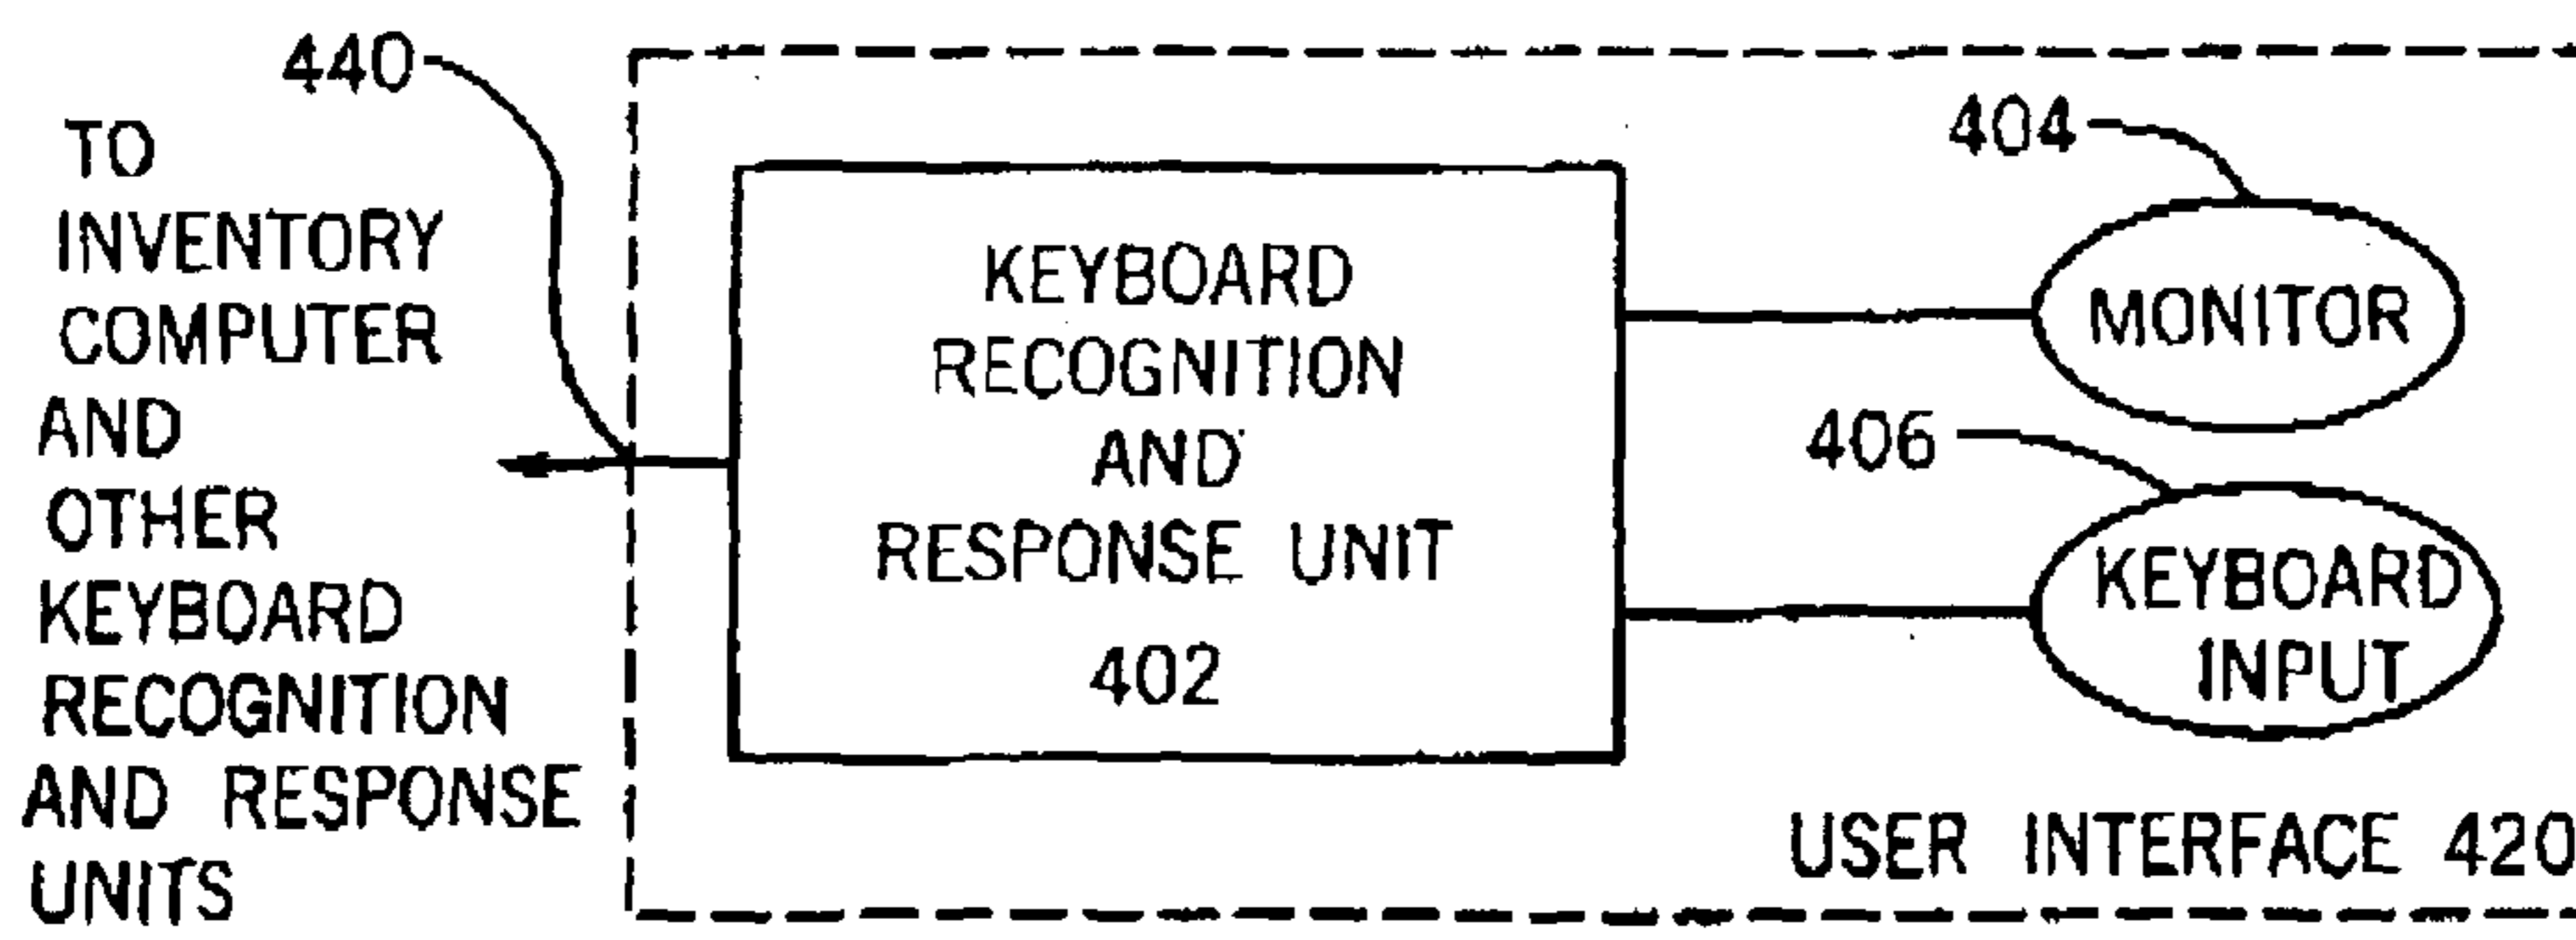 440
TO
INVENTORY
COMPUTER
AND
OTHER
KEYBOARD
RECOGNITION
AND RESPONSE
UNITS
KEYBOARD
RECOGNITION
AND
RESPONSE UNIT
402
404
MONITOR
406
KEYBOARD
INPUT
USER INTERFACE 420